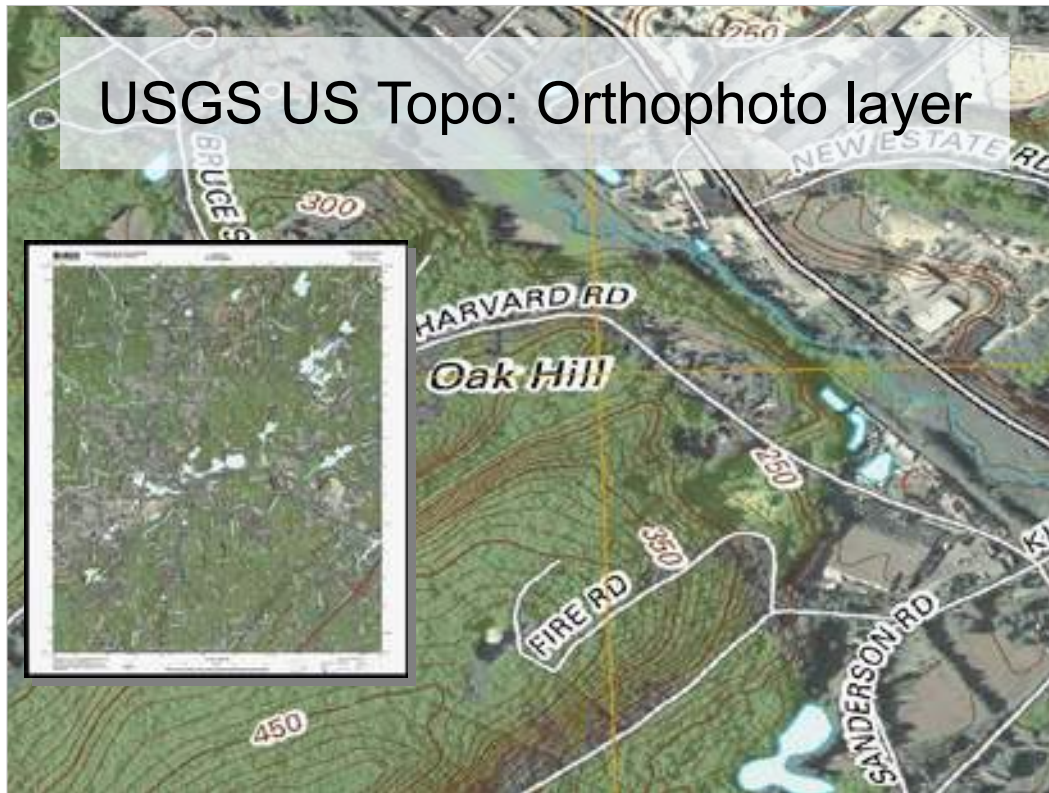 USGS US Topo: Orthophoto layer
250
NEW ESTATE RD
BRUCE S
300
HARVARD RD
Oak Hill
250
350
FIRE RD
SANDERSON RD
450